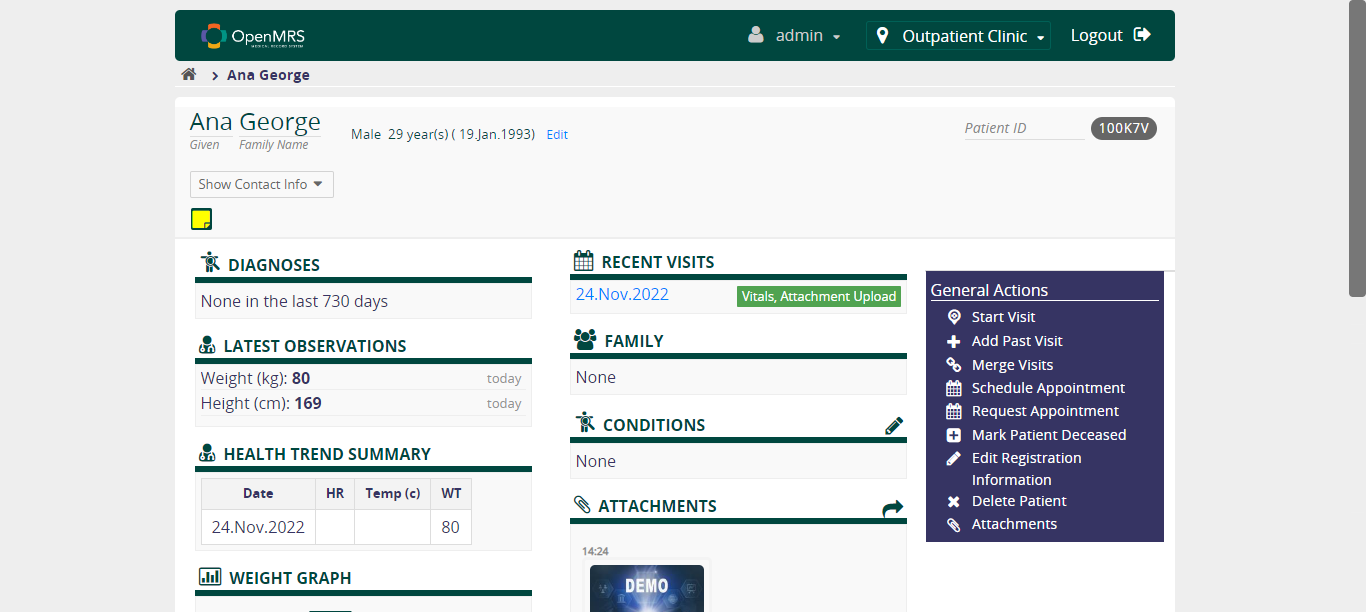 OpenMRS
MEDICAL RECORD SYSTEM
admin
Outpatient Clinic
Logout
Ana George
Ana George
Given Family Name
Male 29 year(s) ( 19.Jan.1993) Edit
Patient ID 100K7V
Show Contact Info
DIAGNOSES
None in the last 730 days
LATEST OBSERVATIONS
Weight (kg): 80 today
Height (cm): 169 today
HEALTH TREND SUMMARY
Date HR Temp (c) WT
24.Nov.2022 80
WEIGHT GRAPH
RECENT VISITS
24.Nov.2022 Vitals, Attachment Upload
FAMILY
None
CONDITIONS
None
ATTACHMENTS
14:24
DEMO
General Actions
Start Visit
Add Past Visit
Merge Visits
Schedule Appointment
Request Appointment
Mark Patient Deceased
Edit Registration
Information
Delete Patient
Attachments